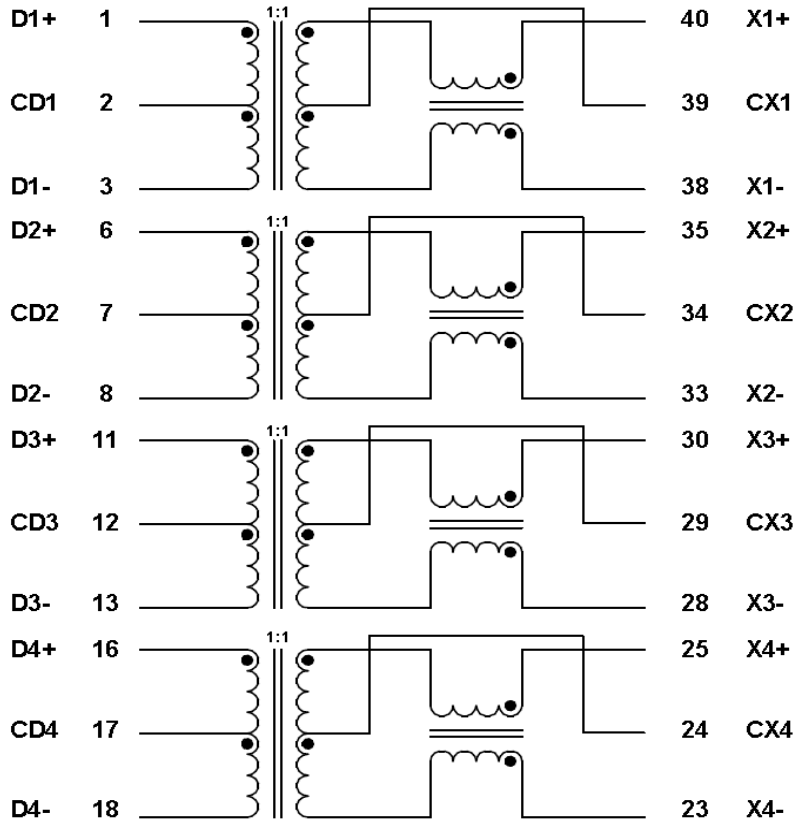 1:1
D1+ 1 40 X1+
CD1 2 39 CX1
D1- 3 38 X1-
1:1
D2+ 6 35 X2+
CD2 7 34 CX2
D2- 8 33 X2-
1:1
D3+ 11 30 X3+
CD3 12 29 CX3
D3- 13 28 X3-
1:1
D4+ 16 25 X4+
CD4 17 24 CX4
D4- 18 23 X4-